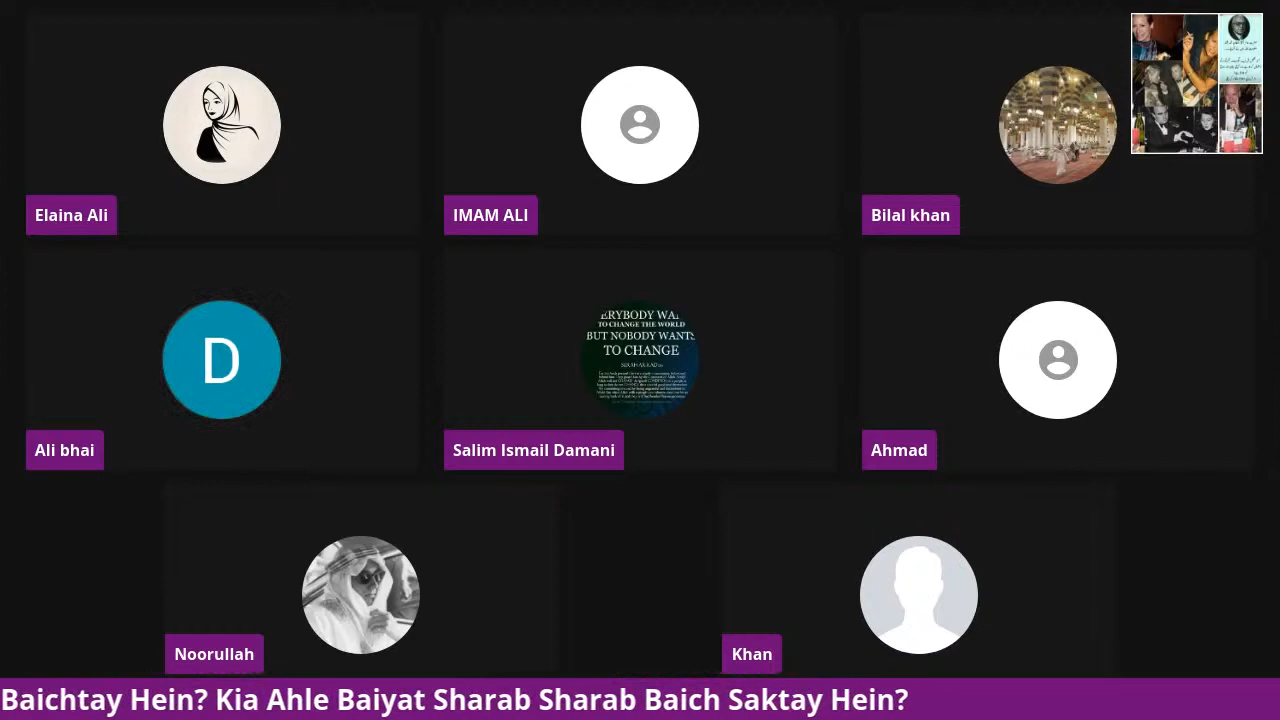 Elaina Ali
IMAM ALI
Bilal khan
D
ERYBODY WA
TO CHANGE THE WORLD
BUT NOBODY WANTS
TO CHANGE
Ali bhai
Salim Ismail Damani
Ahmad
Noorullah
Khan
Baichtay Hein? Kia Ahle Baiyat Sharab Sharab Baich Saktay Hein?